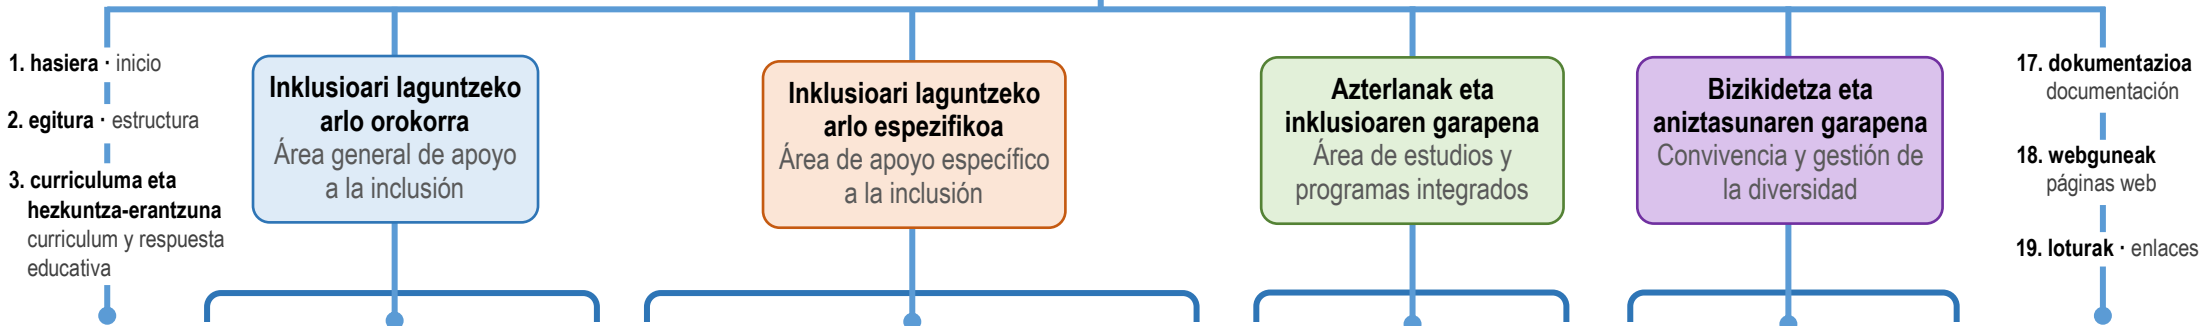 1. hasiera · inicio
2. egitura · estructura
3. curriculuma eta
hezkuntza-erantzuna
curriculum y respuesta
educativa
Inklusioari laguntzeko
arlo orokorra
Área general de apoyo
a la inclusión
Inklusioari laguntzeko
arlo espezifikoa
Área de apoyo específico
a la inclusión
Azterlanak eta
inklusioaren garapena
Área de estudios y
programas integrados
Bizikidetza eta
aniztasunaren garapena
Convivencia y gestión de
la diversidad
17. dokumentazioa
documentación
18. webguneak
páginas web
19. loturak · enlaces